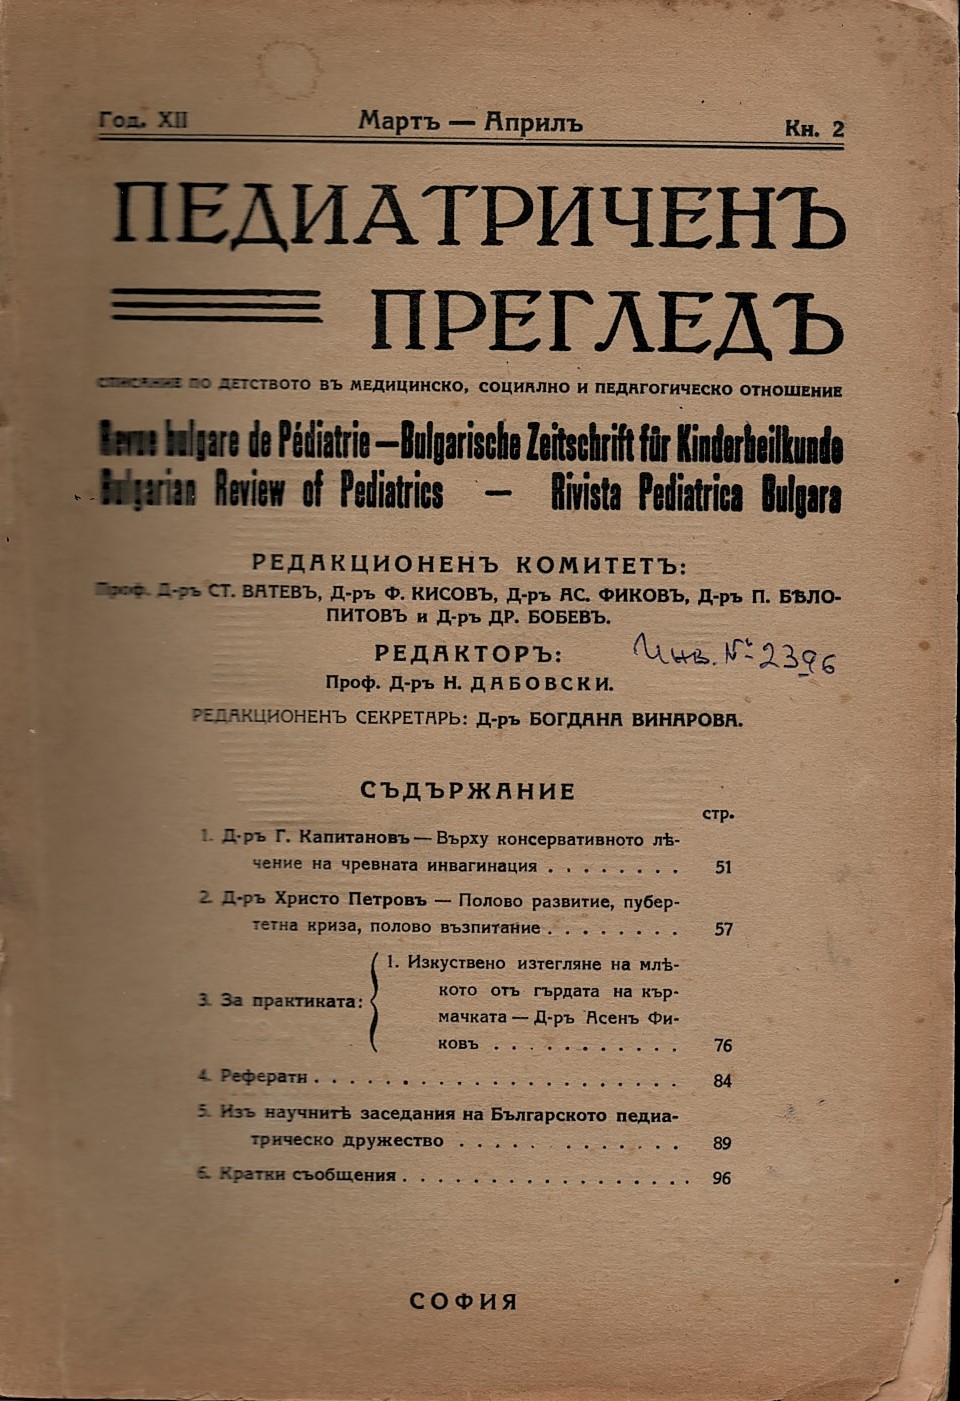 Год. XII Мартъ — Априлъ Кн. 2
ПЕДИАТРИЧЕНЪ
ПРЕГЛЕДЪ
СПИСАНИЕ ПО ДЕТСТВОТО ВЪ МЕДИЦИНСКО, СОЦИАЛНО И ПЕДАГОГИЧЕСКО ОТНОШЕНИЕ
Revue bulgare de Pédiatrie — Bulgarische Zeitschrift für Kinderheilkunde
Bulgarian Review of Pediatrics — Rivista Pediatrica Bulgara
РЕДАКЦИОНЕНЪ КОМИТЕТЪ:
Проф. Д-ръ СТ. ВАТЕВЪ, Д-ръ Ф. КИСОВЪ, Д-ръ АС. ФИКОВЪ, Д-ръ П. БѢЛО-
ПИТОВЪ и Д-ръ ДР. БОБЕВЪ.
РЕДАКТОРЪ:
Инв. № 2396
Проф. Д-ръ Н. ДАБОВСКИ.
РЕДАКЦИОНЕНЪ СЕКРЕТАРЬ: Д-ръ БОГДАНА ВИНАРОВА.
СЪДЪРЖАНИЕ
стр.
1. Д-ръ Г. Капитановъ — Върху консервативното лѣ-
чение на чревната инвагинация . . . . . . . . 51
2. Д-ръ Христо Петровъ — Полово развитие, пубер-
тетна криза, полово възпитание . . . . . . . . 57
1. Изкуствено изтегляне на млѣ-
кото отъ гърдата на кър-
3. За практиката:
мачката — Д-ръ Асенъ Фи-
ковъ . . . . . . . . . . . 76
4. Реферати . . . . . . . . . . . . . . . . . . . . . 84
5. Изъ научнитѣ заседания на Българското педиа-
трическо дружество . . . . . . . . . . . . . 89
6. Кратки съобщения . . . . . . . . . . . . . . . . . 96
СОФИЯ